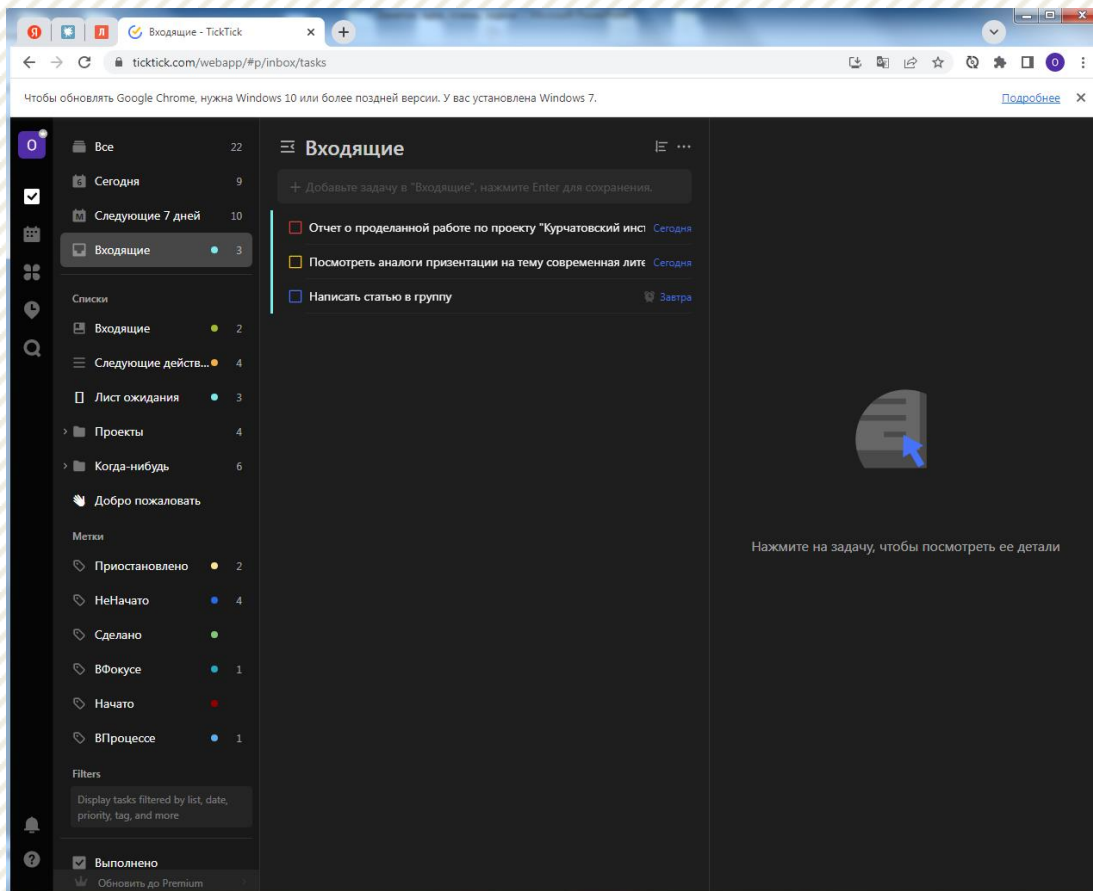 Входящие - TickTick
ticktick.com/webapp/#p/inbox/tasks
Чтобы обновлять Google Chrome, нужна Windows 10 или более поздней версии. У вас установлена Windows 7.
Подробнее
О
Все 22
Сегодня 9
Следующие 7 дней 10
Входящие 3
Списки
Входящие 2
Следующие действ... 4
Лист ожидания 3
Проекты 4
Когда-нибудь 6
Добро пожаловать
Метки
Приостановлено 2
НеНачато 4
Сделано
ВФокусе 1
Начато
ВПроцессе 1
Filters
Display tasks filtered by list, date,
priority, tag, and more
Выполнено
Обновить до Premium
Входящие
+ Добавьте задачу в "Входящие", нажмите Enter для сохранения.
Отчет о проделанной работе по проекту "Курчатовский инст Сегодня
Посмотреть аналоги призентации на тему современная лите Сегодня
Написать статью в группу Завтра
Нажмите на задачу, чтобы посмотреть ее детали